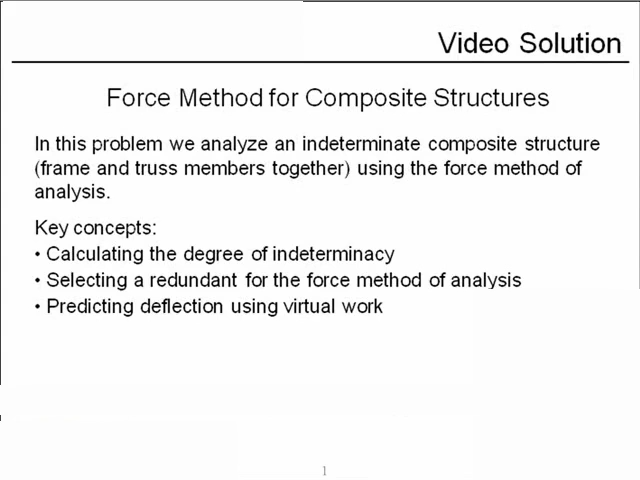 Video Solution
Force Method for Composite Structures
In this problem we analyze an indeterminate composite structure
(frame and truss members together) using the force method of
analysis.
Key concepts:
• Calculating the degree of indeterminacy
• Selecting a redundant for the force method of analysis
• Predicting deflection using virtual work
1